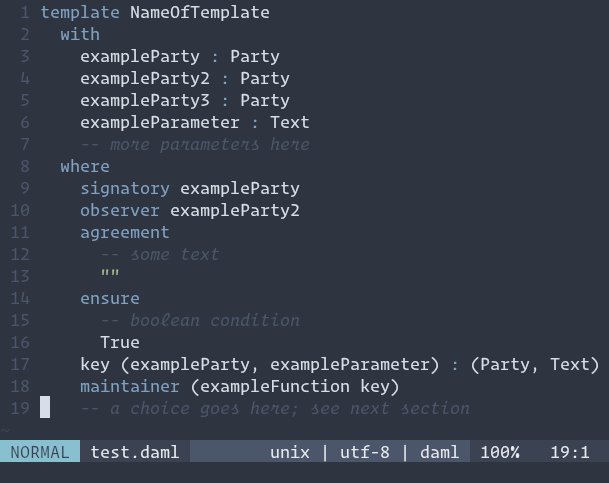 1 template NameOfTemplate
2   with
3     exampleParty : Party
4     exampleParty2 : Party
5     exampleParty3 : Party
6     exampleParameter : Text
7     -- more parameters here
8   where
9     signatory exampleParty
10     observer exampleParty2
11     agreement
12       -- some text
13       ""
14     ensure
15       -- boolean condition
16       True
17     key (exampleParty, exampleParameter) : (Party, Text)
18     maintainer (exampleFunction key)
19     -- a choice goes here; see next section
~
NORMAL test.daml unix | utf-8 | daml 100% 19:1